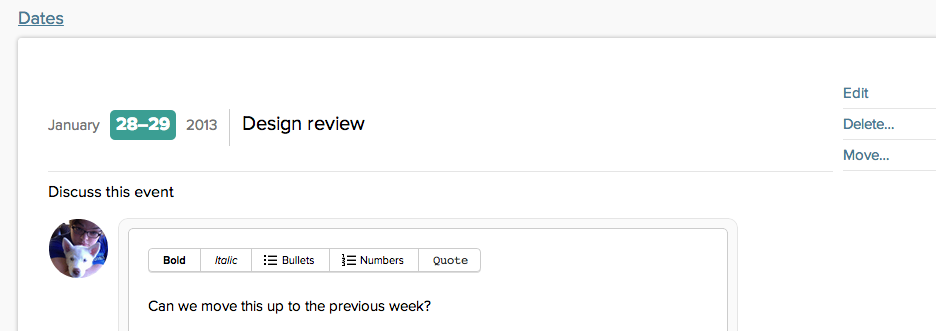 Dates
January 28–29 2013 Design review
Edit
Delete...
Move...
Discuss this event
Bold Italic Bullets Numbers Quote
Can we move this up to the previous week?